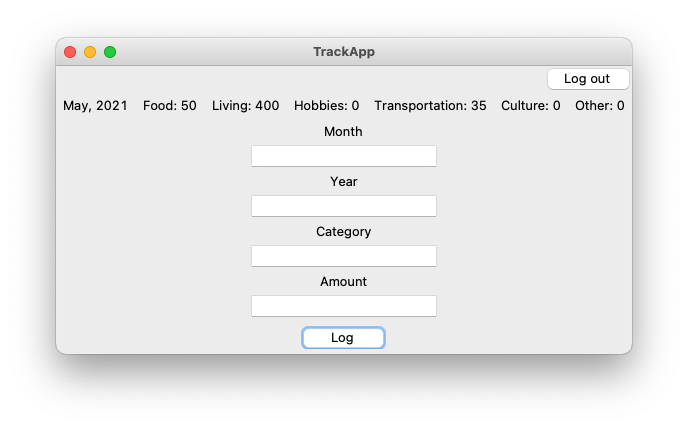 TrackApp
Log out
May, 2021 Food: 50 Living: 400 Hobbies: 0 Transportation: 35 Culture: 0 Other: 0
Month
Year
Category
Amount
Log